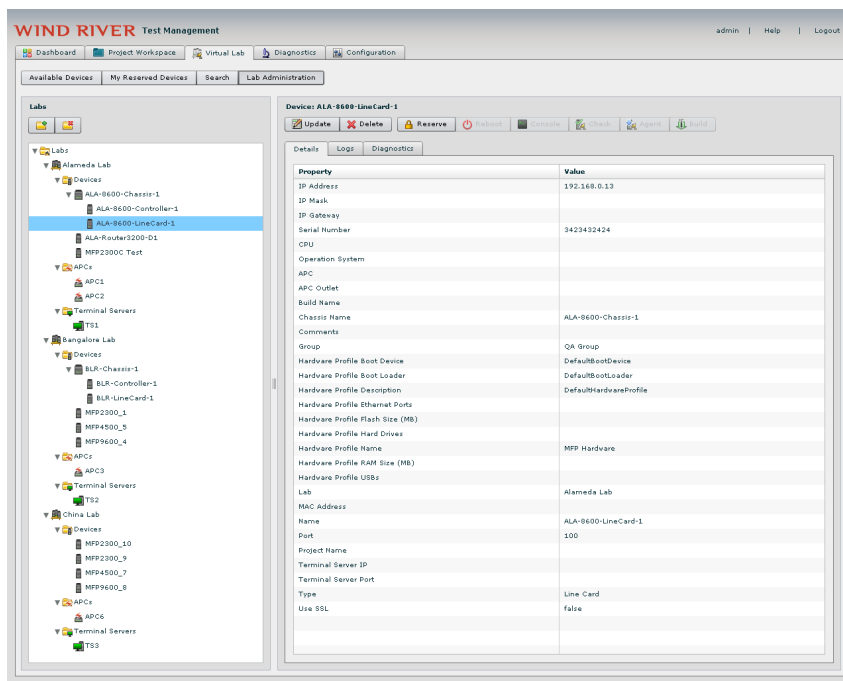 WIND RIVER Test Management
admin | Help | Logout
Dashboard Project Workspace Virtual Lab Diagnostics Configuration
Available Devices My Reserved Devices Search Lab Administration
Labs
Labs
Alameda Lab
Devices
ALA-8600-Chassis-1
ALA-8600-Controller-1
ALA-8600-LineCard-1
ALA-Router3200-D1
MFP2300C Test
APCs
APC1
APC2
Terminal Servers
TS1
Bangalore Lab
Devices
BLR-Chassis-1
BLR-Controller-1
BLR-LineCard-1
MFP2300_1
MFP4500_5
MFP9600_4
APCs
APC3
Terminal Servers
TS2
China Lab
Devices
MFP2300_10
MFP2300_9
MFP4500_7
MFP9600_8
APCs
APC6
Terminal Servers
TS3
Device: ALA-8600-LineCard-1
Update Delete Reserve Reboot Console Check Agent Build
Details Logs Diagnostics
Property Value
IP Address 192.168.0.13
IP Mask
IP Gateway
Serial Number 3423432424
CPU
Operation System
APC
APC Outlet
Build Name
Chassis Name ALA-8600-Chassis-1
Comments
Group QA Group
Hardware Profile Boot Device DefaultBootDevice
Hardware Profile Boot Loader DefaultBootLoader
Hardware Profile Description DefaultHardwareProfile
Hardware Profile Ethernet Ports
Hardware Profile Flash Size (MB)
Hardware Profile Hard Drives
Hardware Profile Name MFP Hardware
Hardware Profile RAM Size (MB)
Hardware Profile USBs
Lab Alameda Lab
MAC Address
Name ALA-8600-LineCard-1
Port 100
Project Name
Terminal Server IP
Terminal Server Port
Type Line Card
Use SSL false